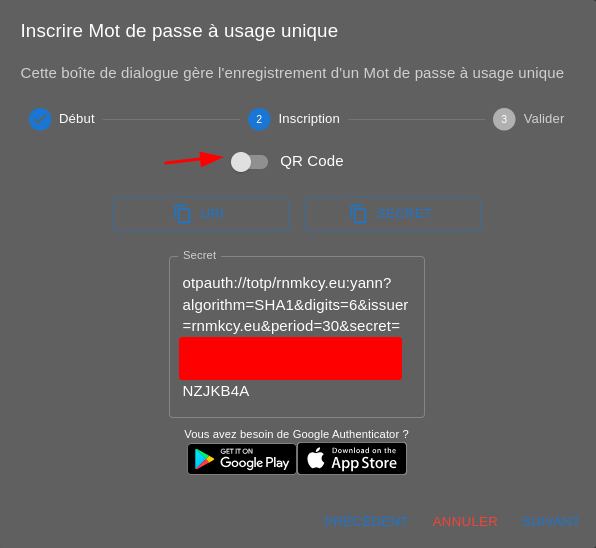 Inscrire Mot de passe à usage unique
Cette boîte de dialogue gère l'enregistrement d'un Mot de passe à usage unique
Début
2 Inscription
3 Valider
QR Code
URL SECRET
Secret
otpauth://totp/rnmkcy.eu:yann?
algorithm=SHA1&digits=6&issuer
=rnmkcy.eu&period=30&secret=
NZJKB4A
Vous avez besoin de Google Authenticator ?
GET IT ON
Google Play
Download on the
App Store
PRÉCÉDENT ANNULER SUIVANT